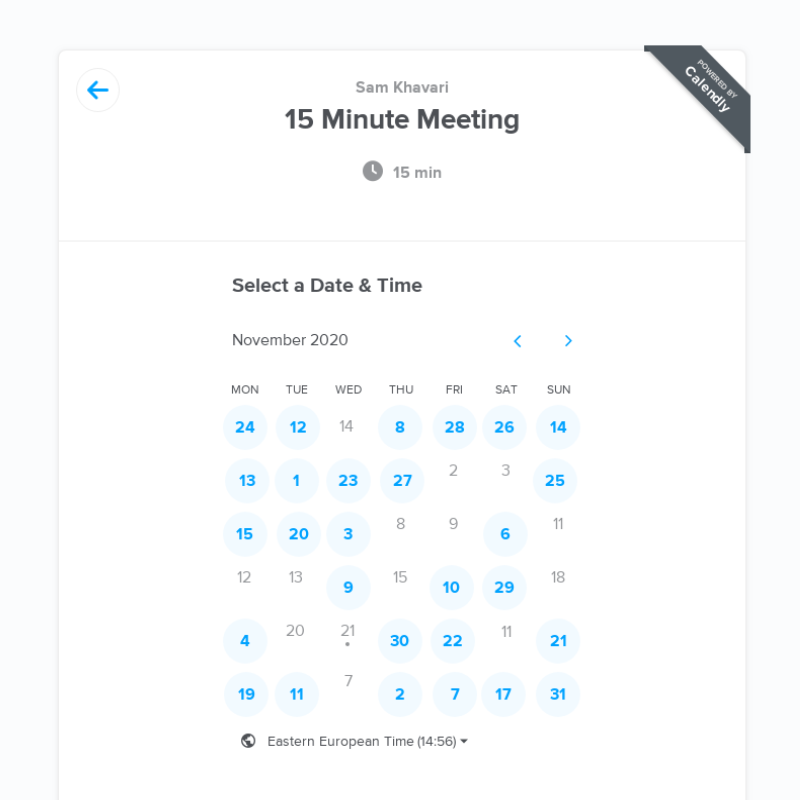 POWERED BY
Calendly
Sam Khavari
15 Minute Meeting
15 min
Select a Date & Time
November 2020
MON TUE WED THU FRI SAT SUN
24 12 14 8 28 26 14
13 1 23 27 2 3 25
15 20 3 8 9 6 11
12 13 9 15 10 29 18
4 20 21 30 22 11 21
19 11 7 2 7 17 31
Eastern European Time (14:56)